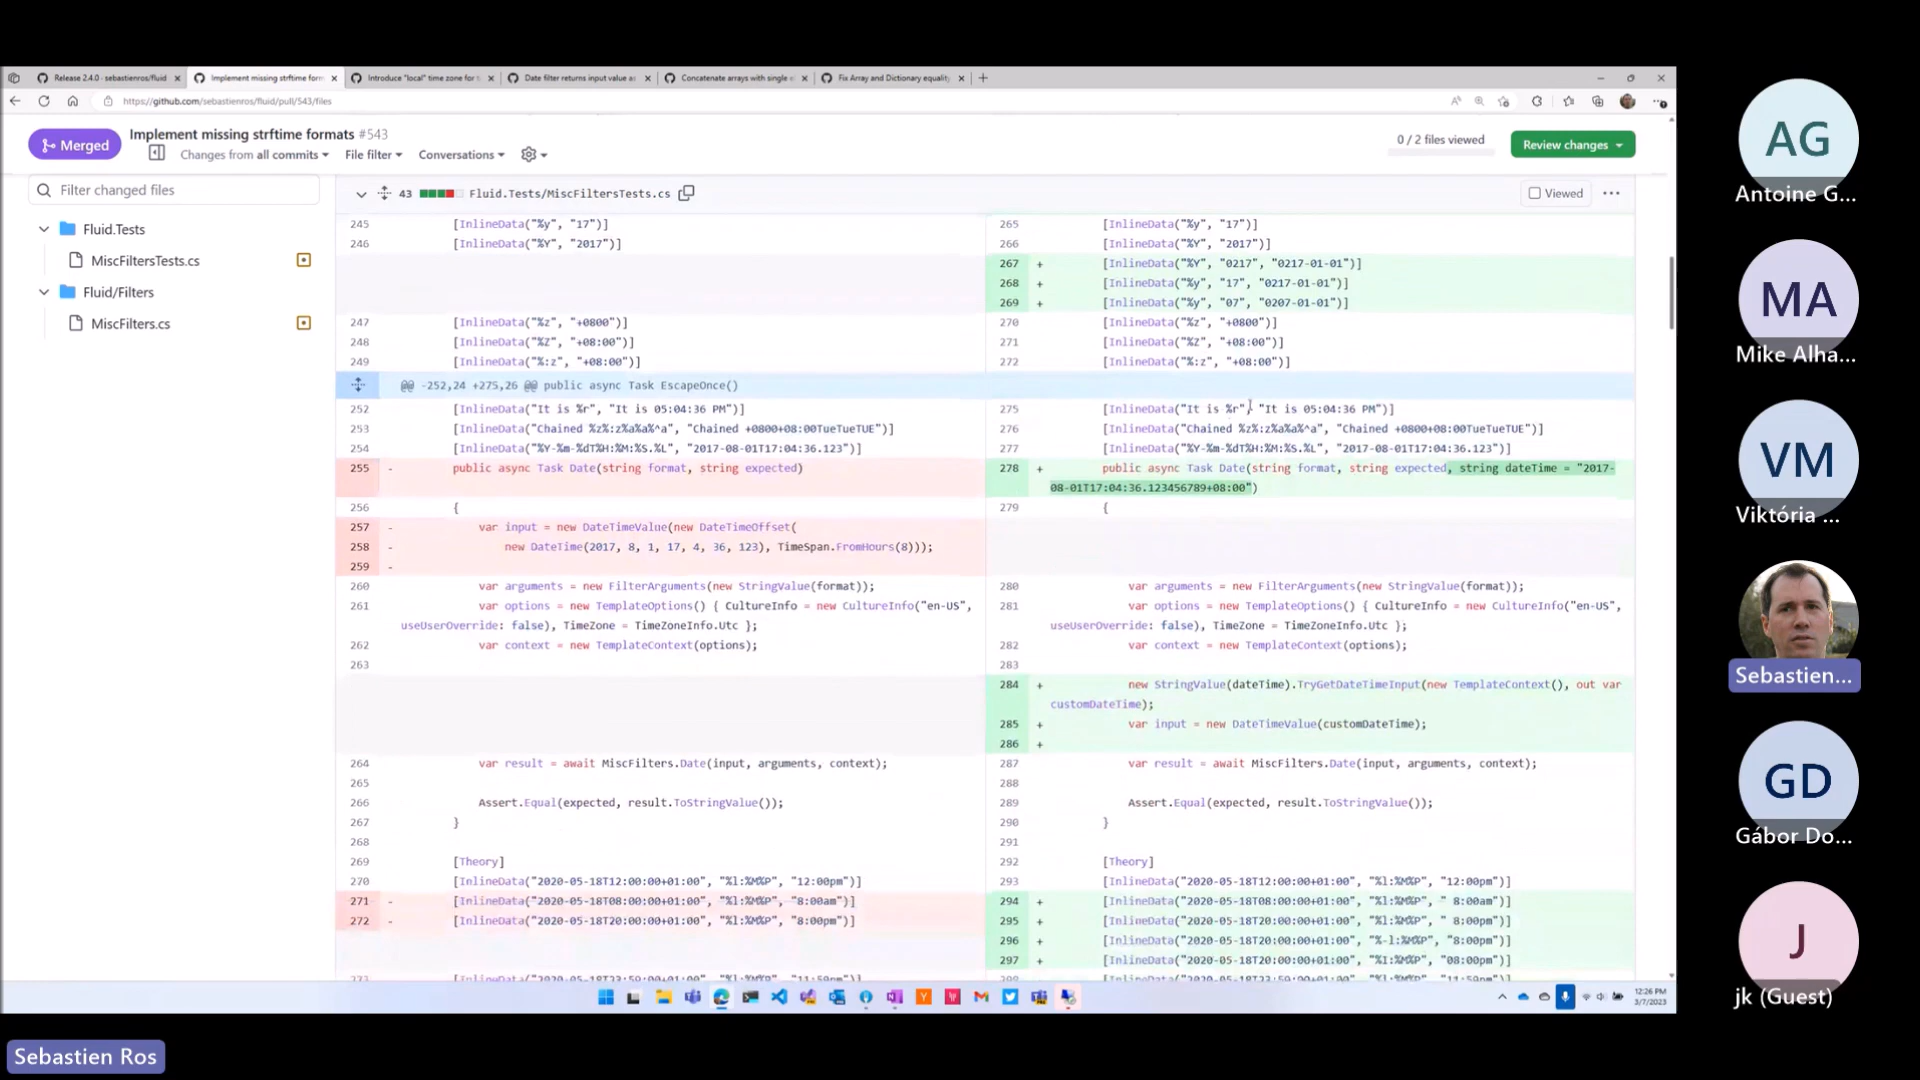 Release 2.4.0 · sebastienros/fluid
Implement missing strftime form
Introduce "local" time zone for t
Date filter returns input value as
Concatenate arrays with single e
Fix Array and Dictionary equality
https://github.com/sebastienros/fluid/pull/543/files
Merged
Implement missing strftime formats #543
Changes from all commits
File filter
Conversations
0 / 2 files viewed
Review changes
Filter changed files
Fluid.Tests
MiscFiltersTests.cs
Fluid/Filters
MiscFilters.cs
43 Fluid.Tests/MiscFiltersTests.cs
Viewed
245 [InlineData("%y", "17")]
246 [InlineData("%Y", "2017")]
247 [InlineData("%z", "+0800")]
248 [InlineData("%Z", "+08:00")]
249 [InlineData("%:z", "+08:00")]
@@ -252,24 +275,26 @@ public async Task EscapeOnce()
252 [InlineData("It is %r", "It is 05:04:36 PM")]
253 [InlineData("Chained %z%:z%a%a%^a", "Chained +0800+08:00TueTueTUE")]
254 [InlineData("%Y-%m-%dT%H:%M:%S.%L", "2017-08-01T17:04:36.123")]
255 - public async Task Date(string format, string expected)
256 {
257 - var input = new DateTimeValue(new DateTimeOffset(
258 - new DateTime(2017, 8, 1, 17, 4, 36, 123), TimeSpan.FromHours(8)));
259 -
260 var arguments = new FilterArguments(new StringValue(format));
261 var options = new TemplateOptions() { CultureInfo = new CultureInfo("en-US",
useUserOverride: false), TimeZone = TimeZoneInfo.Utc };
262 var context = new TemplateContext(options);
263
264 var result = await MiscFilters.Date(input, arguments, context);
265
266 Assert.Equal(expected, result.ToStringValue());
267 }
268
269 [Theory]
270 [InlineData("2020-05-18T12:00:00+01:00", "%l:%M%P", "12:00pm")]
271 - [InlineData("2020-05-18T08:00:00+01:00", "%l:%M%P", "8:00am")]
272 - [InlineData("2020-05-18T20:00:00+01:00", "%l:%M%P", "8:00pm")]
265 [InlineData("%y", "17")]
266 [InlineData("%Y", "2017")]
267 + [InlineData("%Y", "0217", "0217-01-01")]
268 + [InlineData("%y", "17", "0217-01-01")]
269 + [InlineData("%y", "07", "0207-01-01")]
270 [InlineData("%z", "+0800")]
271 [InlineData("%Z", "+08:00")]
272 [InlineData("%:z", "+08:00")]
275 [InlineData("It is %r", "It is 05:04:36 PM")]
276 [InlineData("Chained %z%:z%a%a%^a", "Chained +0800+08:00TueTueTUE")]
277 [InlineData("%Y-%m-%dT%H:%M:%S.%L", "2017-08-01T17:04:36.123")]
278 + public async Task Date(string format, string expected, string dateTime = "2017-
08-01T17:04:36.123456789+08:00")
279 {
280 var arguments = new FilterArguments(new StringValue(format));
281 var options = new TemplateOptions() { CultureInfo = new CultureInfo("en-US",
useUserOverride: false), TimeZone = TimeZoneInfo.Utc };
282 var context = new TemplateContext(options);
283
284 + new StringValue(dateTime).TryGetDateTimeInput(new TemplateContext(), out var
customDateTime);
285 + var input = new DateTimeValue(customDateTime);
286 +
287 var result = await MiscFilters.Date(input, arguments, context);
288
289 Assert.Equal(expected, result.ToStringValue());
290 }
291
292 [Theory]
293 [InlineData("2020-05-18T12:00:00+01:00", "%l:%M%P", "12:00pm")]
294 + [InlineData("2020-05-18T08:00:00+01:00", "%l:%M%P", " 8:00am")]
295 + [InlineData("2020-05-18T20:00:00+01:00", "%l:%M%P", " 8:00pm")]
296 + [InlineData("2020-05-18T20:00:00+01:00", "%-l:%M%P", "8:00pm")]
297 + [InlineData("2020-05-18T20:00:00+01:00", "%I:%M%P", "08:00pm")]
12:26 PM
3/7/2023
AG
Antoine G...
MA
Mike Alha...
VM
Viktória ...
Sebastien...
GD
Gábor Do...
J
jk (Guest)
Sebastien Ros